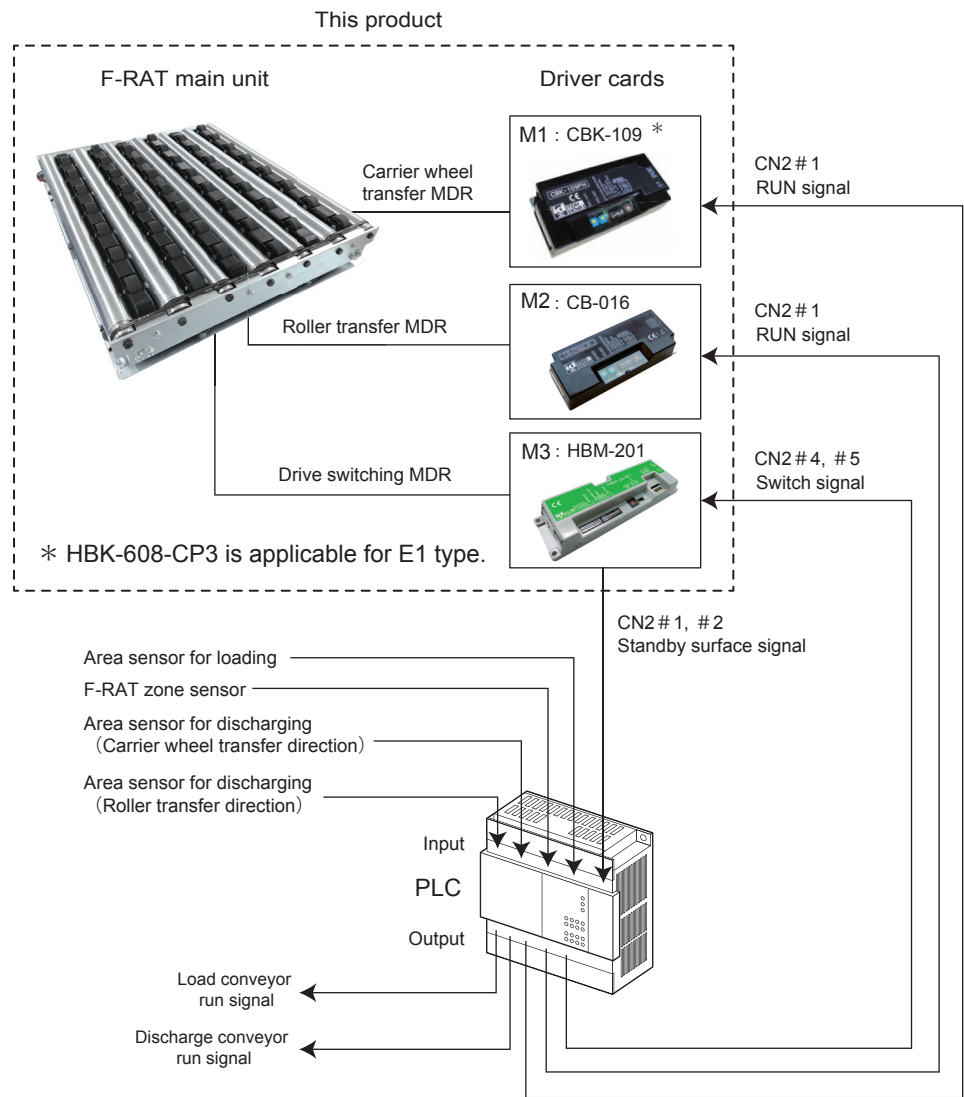 This product
F-RAT main unit
Driver cards
M1 : CBK-109 *
CBK-109FN
Carrier wheel
transfer MDR
CN2 # 1
RUN signal
M2 : CB-016
Roller transfer MDR
CN2 # 1
RUN signal
M3 : HBM-201
Drive switching MDR
CN2 # 4, # 5
Switch signal
* HBK-608-CP3 is applicable for E1 type.
CN2 # 1, # 2
Standby surface signal
Area sensor for loading
F-RAT zone sensor
Area sensor for discharging
(Carrier wheel transfer direction)
Area sensor for discharging
(Roller transfer direction)
Input
PLC
Output
Load conveyor
run signal
Discharge conveyor
run signal